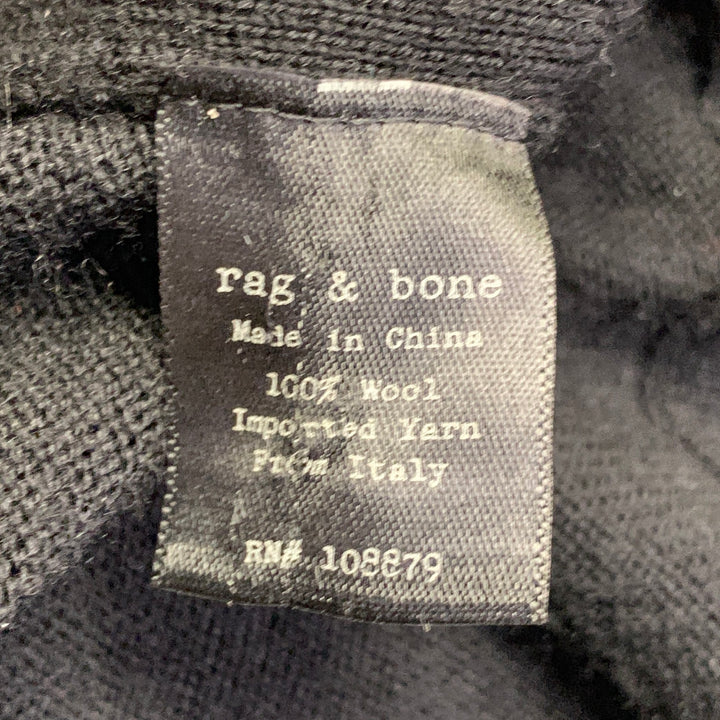 rag & bone
Made in China
100% Wool
Imported Yarn
From Italy
RN# 108879